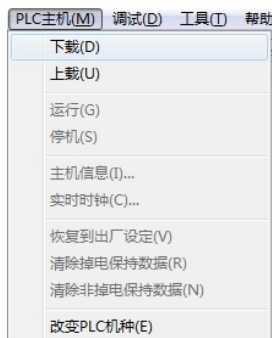 PLC主机(M) 调试(D) 工具(T) 帮助
下载(D)
上载(U)
运行(G)
停机(S)
主机信息(I)...
实时时钟(C)...
恢复到出厂设定(V)
清除掉电保持数据(R)
清除非掉电保持数据(N)
改变PLC机种(E)